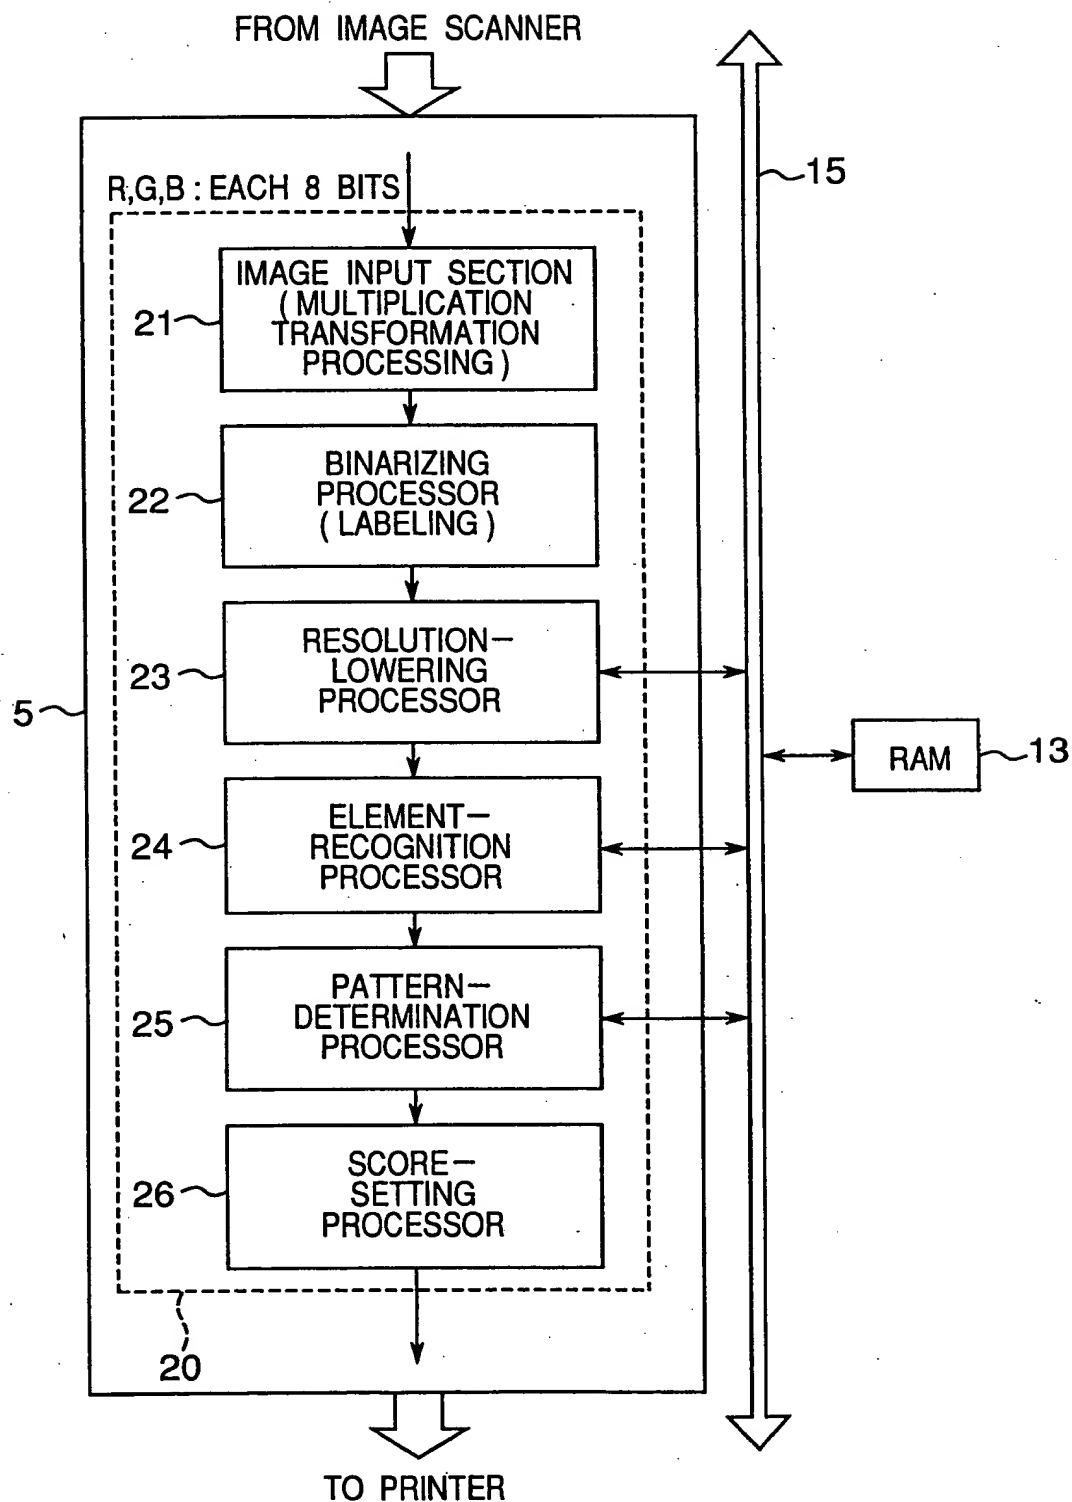 FROM IMAGE SCANNER
15
R,G,B : EACH 8 BITS
IMAGE INPUT SECTION
( MULTIPLICATION
TRANSFORMATION
PROCESSING )
21
BINARIZING
PROCESSOR
( LABELING )
22
RESOLUTION—
LOWERING
PROCESSOR
23
5
RAM
13
ELEMENT—
RECOGNITION
PROCESSOR
24
PATTERN—
DETERMINATION
PROCESSOR
25
SCORE—
SETTING
PROCESSOR
26
20
TO PRINTER